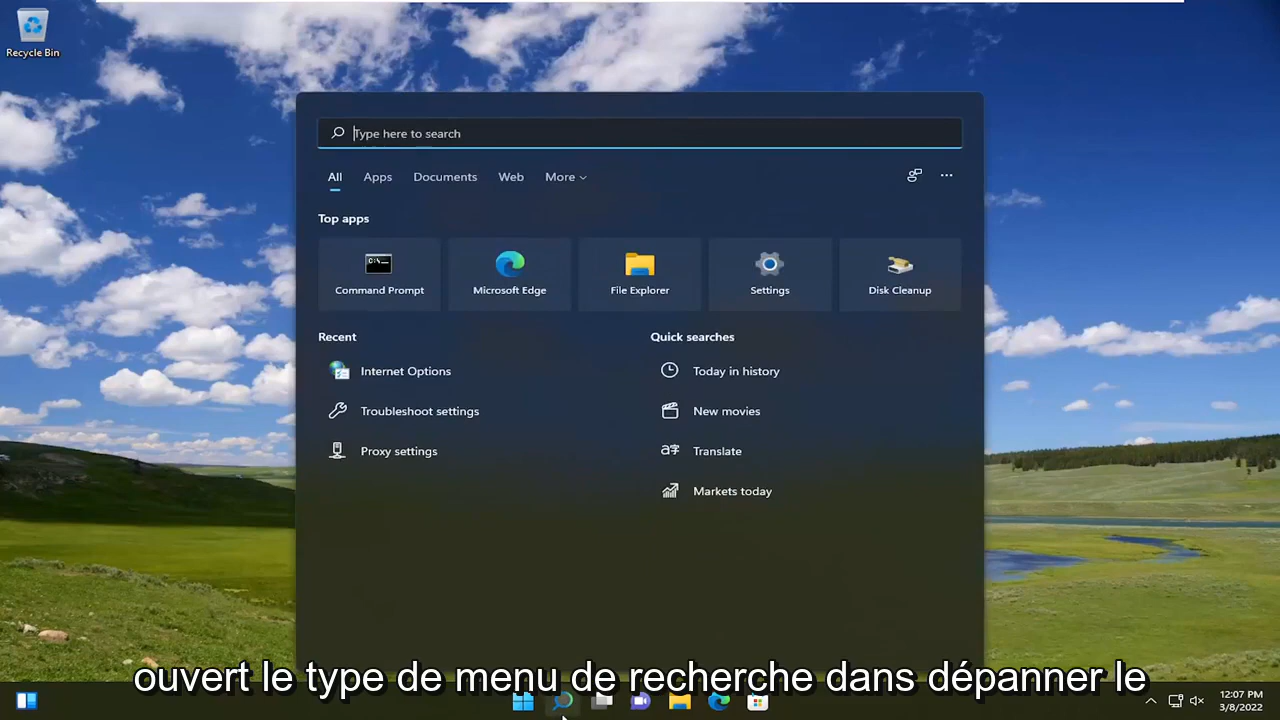 Recycle Bin
Type here to search
All Apps Documents Web More
Top apps
Command Prompt Microsoft Edge File Explorer Settings Disk Cleanup
Recent Quick searches
Internet Options Today in history
Troubleshoot settings New movies
Proxy settings Translate
Markets today
ouvert le type de menu de recherche dans dépanner le
12:07 PM
3/8/2022